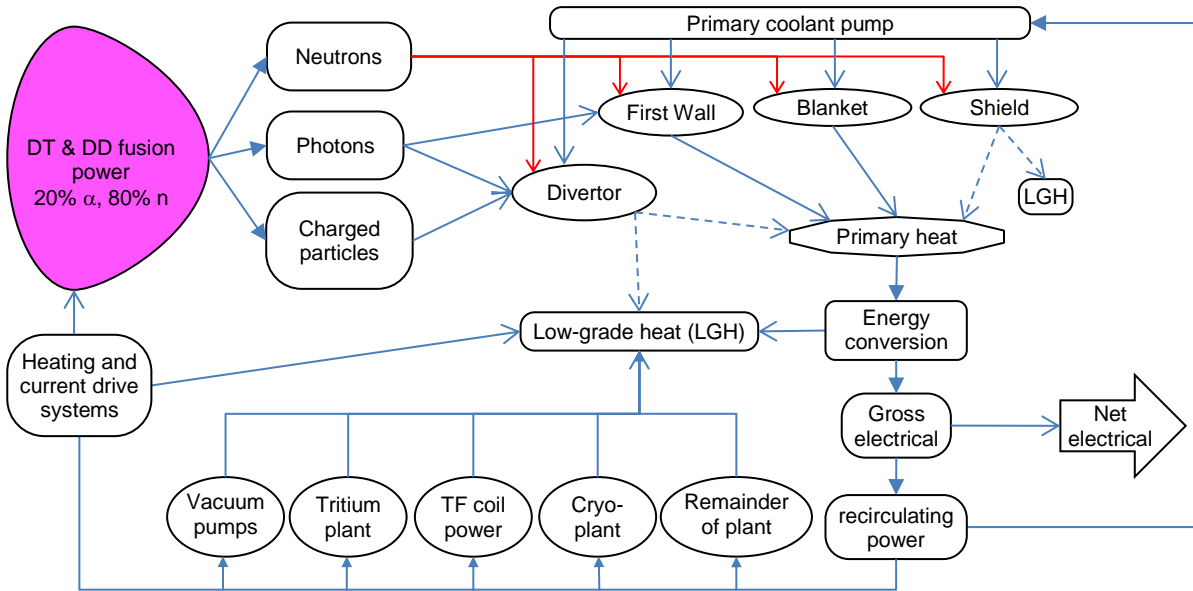 Primary coolant pump
Neutrons
First Wall
Blanket
Shield
DT & DD fusion
power
20% α, 80% n
Photons
Divertor
LGH
Charged
particles
Primary heat
Low-grade heat (LGH)
Energy
conversion
Heating and
current drive
systems
Gross
electrical
Net
electrical
Vacuum
pumps
Tritium
plant
TF coil
power
Cryo-
plant
Remainder
of plant
recirculating
power